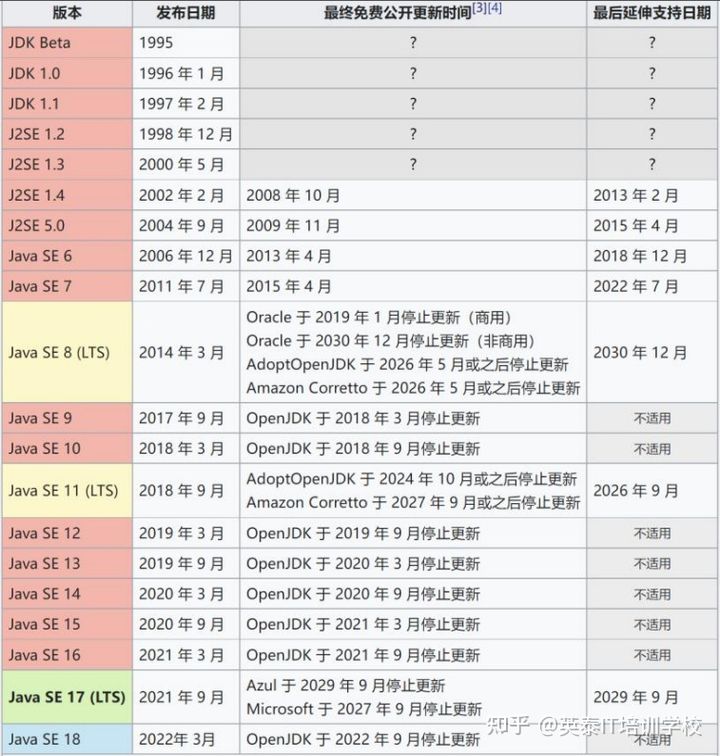 版本 发布日期 最终免费公开更新时间[3][4] 最后延伸支持日期
JDK Beta 1995 ? ?
JDK 1.0 1996 年 1 月 ? ?
JDK 1.1 1997 年 2 月 ? ?
J2SE 1.2 1998 年 12 月 ? ?
J2SE 1.3 2000 年 5 月 ? ?
J2SE 1.4 2002 年 2 月 2008 年 10 月 2013 年 2 月
J2SE 5.0 2004 年 9 月 2009 年 11 月 2015 年 4 月
Java SE 6 2006 年 12 月 2013 年 4 月 2018 年 12 月
Java SE 7 2011 年 7 月 2015 年 4 月 2022 年 7 月
Java SE 8 (LTS) 2014 年 3 月 Oracle 于 2019 年 1 月停止更新（商用）
Oracle 于 2030 年 12 月停止更新（非商用）
AdoptOpenJDK 于 2026 年 5 月或之后停止更新
Amazon Corretto 于 2026 年 5 月或之后停止更新 2030 年 12 月
Java SE 9 2017 年 9 月 OpenJDK 于 2018 年 3 月停止更新 不适用
Java SE 10 2018 年 3 月 OpenJDK 于 2018 年 9 月停止更新 不适用
Java SE 11 (LTS) 2018 年 9 月 AdoptOpenJDK 于 2024 年 10 月或之后停止更新
Amazon Corretto 于 2027 年 9 月或之后停止更新 2026 年 9 月
Java SE 12 2019 年 3 月 OpenJDK 于 2019 年 9 月停止更新 不适用
Java SE 13 2019 年 9 月 OpenJDK 于 2020 年 3 月停止更新 不适用
Java SE 14 2020 年 3 月 OpenJDK 于 2020 年 9 月停止更新 不适用
Java SE 15 2020 年 9 月 OpenJDK 于 2021 年 3 月停止更新 不适用
Java SE 16 2021 年 3 月 OpenJDK 于 2021 年 9 月停止更新 不适用
Java SE 17 (LTS) 2021 年 9 月 Azul 于 2029 年 9 月停止更新
Microsoft 于 2027 年 9 月停止更新 2029 年 9 月
Java SE 18 2022年 3月 OpenJDK 于 2022 年 9 月停止更新 不适用
知乎 @英泰IT培训学校